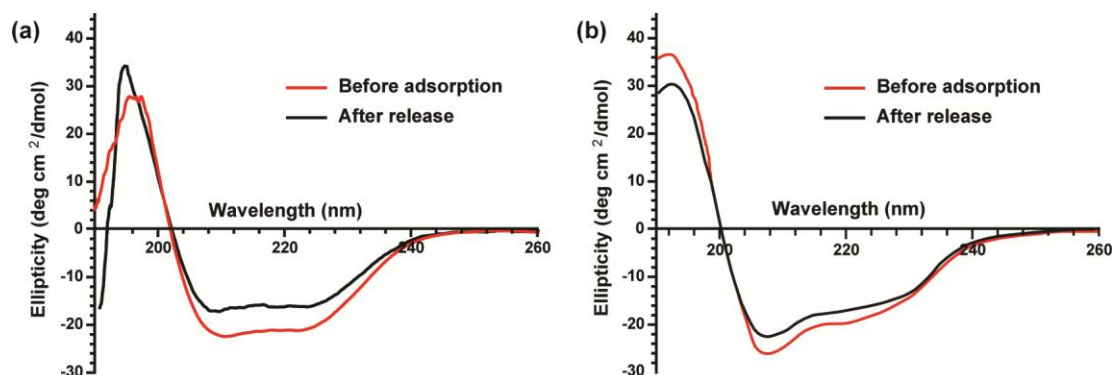 (a)
Ellipticity (deg cm 2/dmol)
40
30
20
10
0
-10
-20
-30
Before adsorption
After release
Wavelength (nm)
200
220
240
260
(b)
Ellipticity (deg cm 2/dmol)
40
30
20
10
0
-10
-20
-30
Before adsorption
After release
Wavelength (nm)
200
220
240
260